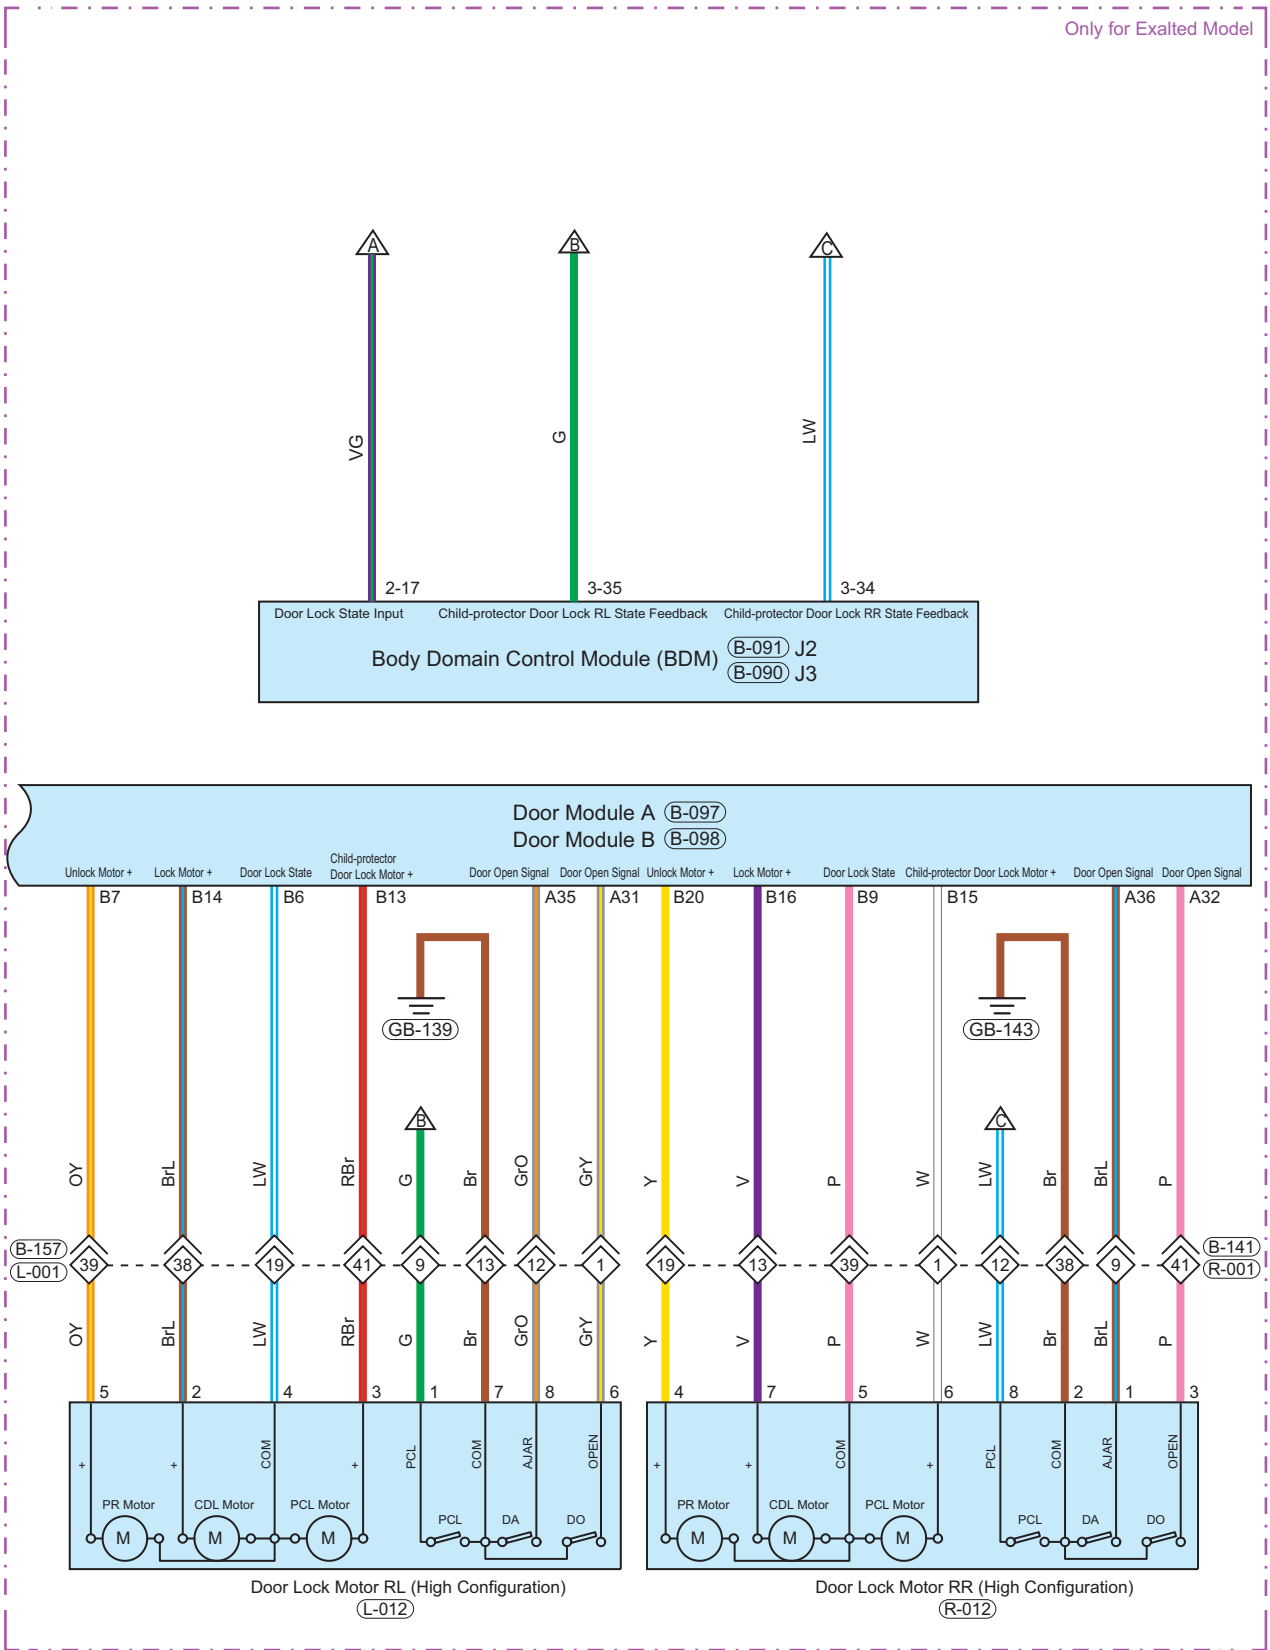 Only for Exalted Model
A
B
C
VG
G
LW
2-17
3-35
3-34
Door Lock State Input
Child-protector Door Lock RL State Feedback
Child-protector Door Lock RR State Feedback
Body Domain Control Module (BDM)
B-091 J2
B-090 J3
Door Module A B-097
Door Module B B-098
Unlock Motor +
Lock Motor +
Door Lock State
Child-protector
Door Lock Motor +
Door Open Signal
Door Open Signal
Unlock Motor +
Lock Motor +
Door Lock State
Child-protector Door Lock Motor +
Door Open Signal
Door Open Signal
B7 B14 B6 B13 A35 A31 B20 B16 B9 B15 A36 A32
GB-139
GB-143
B
C
OY BrL LW RBr G Br GrO GrY Y V P W LW Br BrL P
B-157
L-001
39 38 19 41 9 13 12 1 19 13 39 1 12 38 9 41
B-141
R-001
OY BrL LW RBr G Br GrO GrY Y V P W LW Br BrL P
5 2 4 3 1 7 8 6 4 7 5 6 8 2 1 3
+ + COM + PCL COM AJAR OPEN + + COM + PCL COM AJAR OPEN
PR Motor CDL Motor PCL Motor PCL DA DO PR Motor CDL Motor PCL Motor PCL DA DO
M M M M M M
Door Lock Motor RL (High Configuration)
L-012
Door Lock Motor RR (High Configuration)
R-012